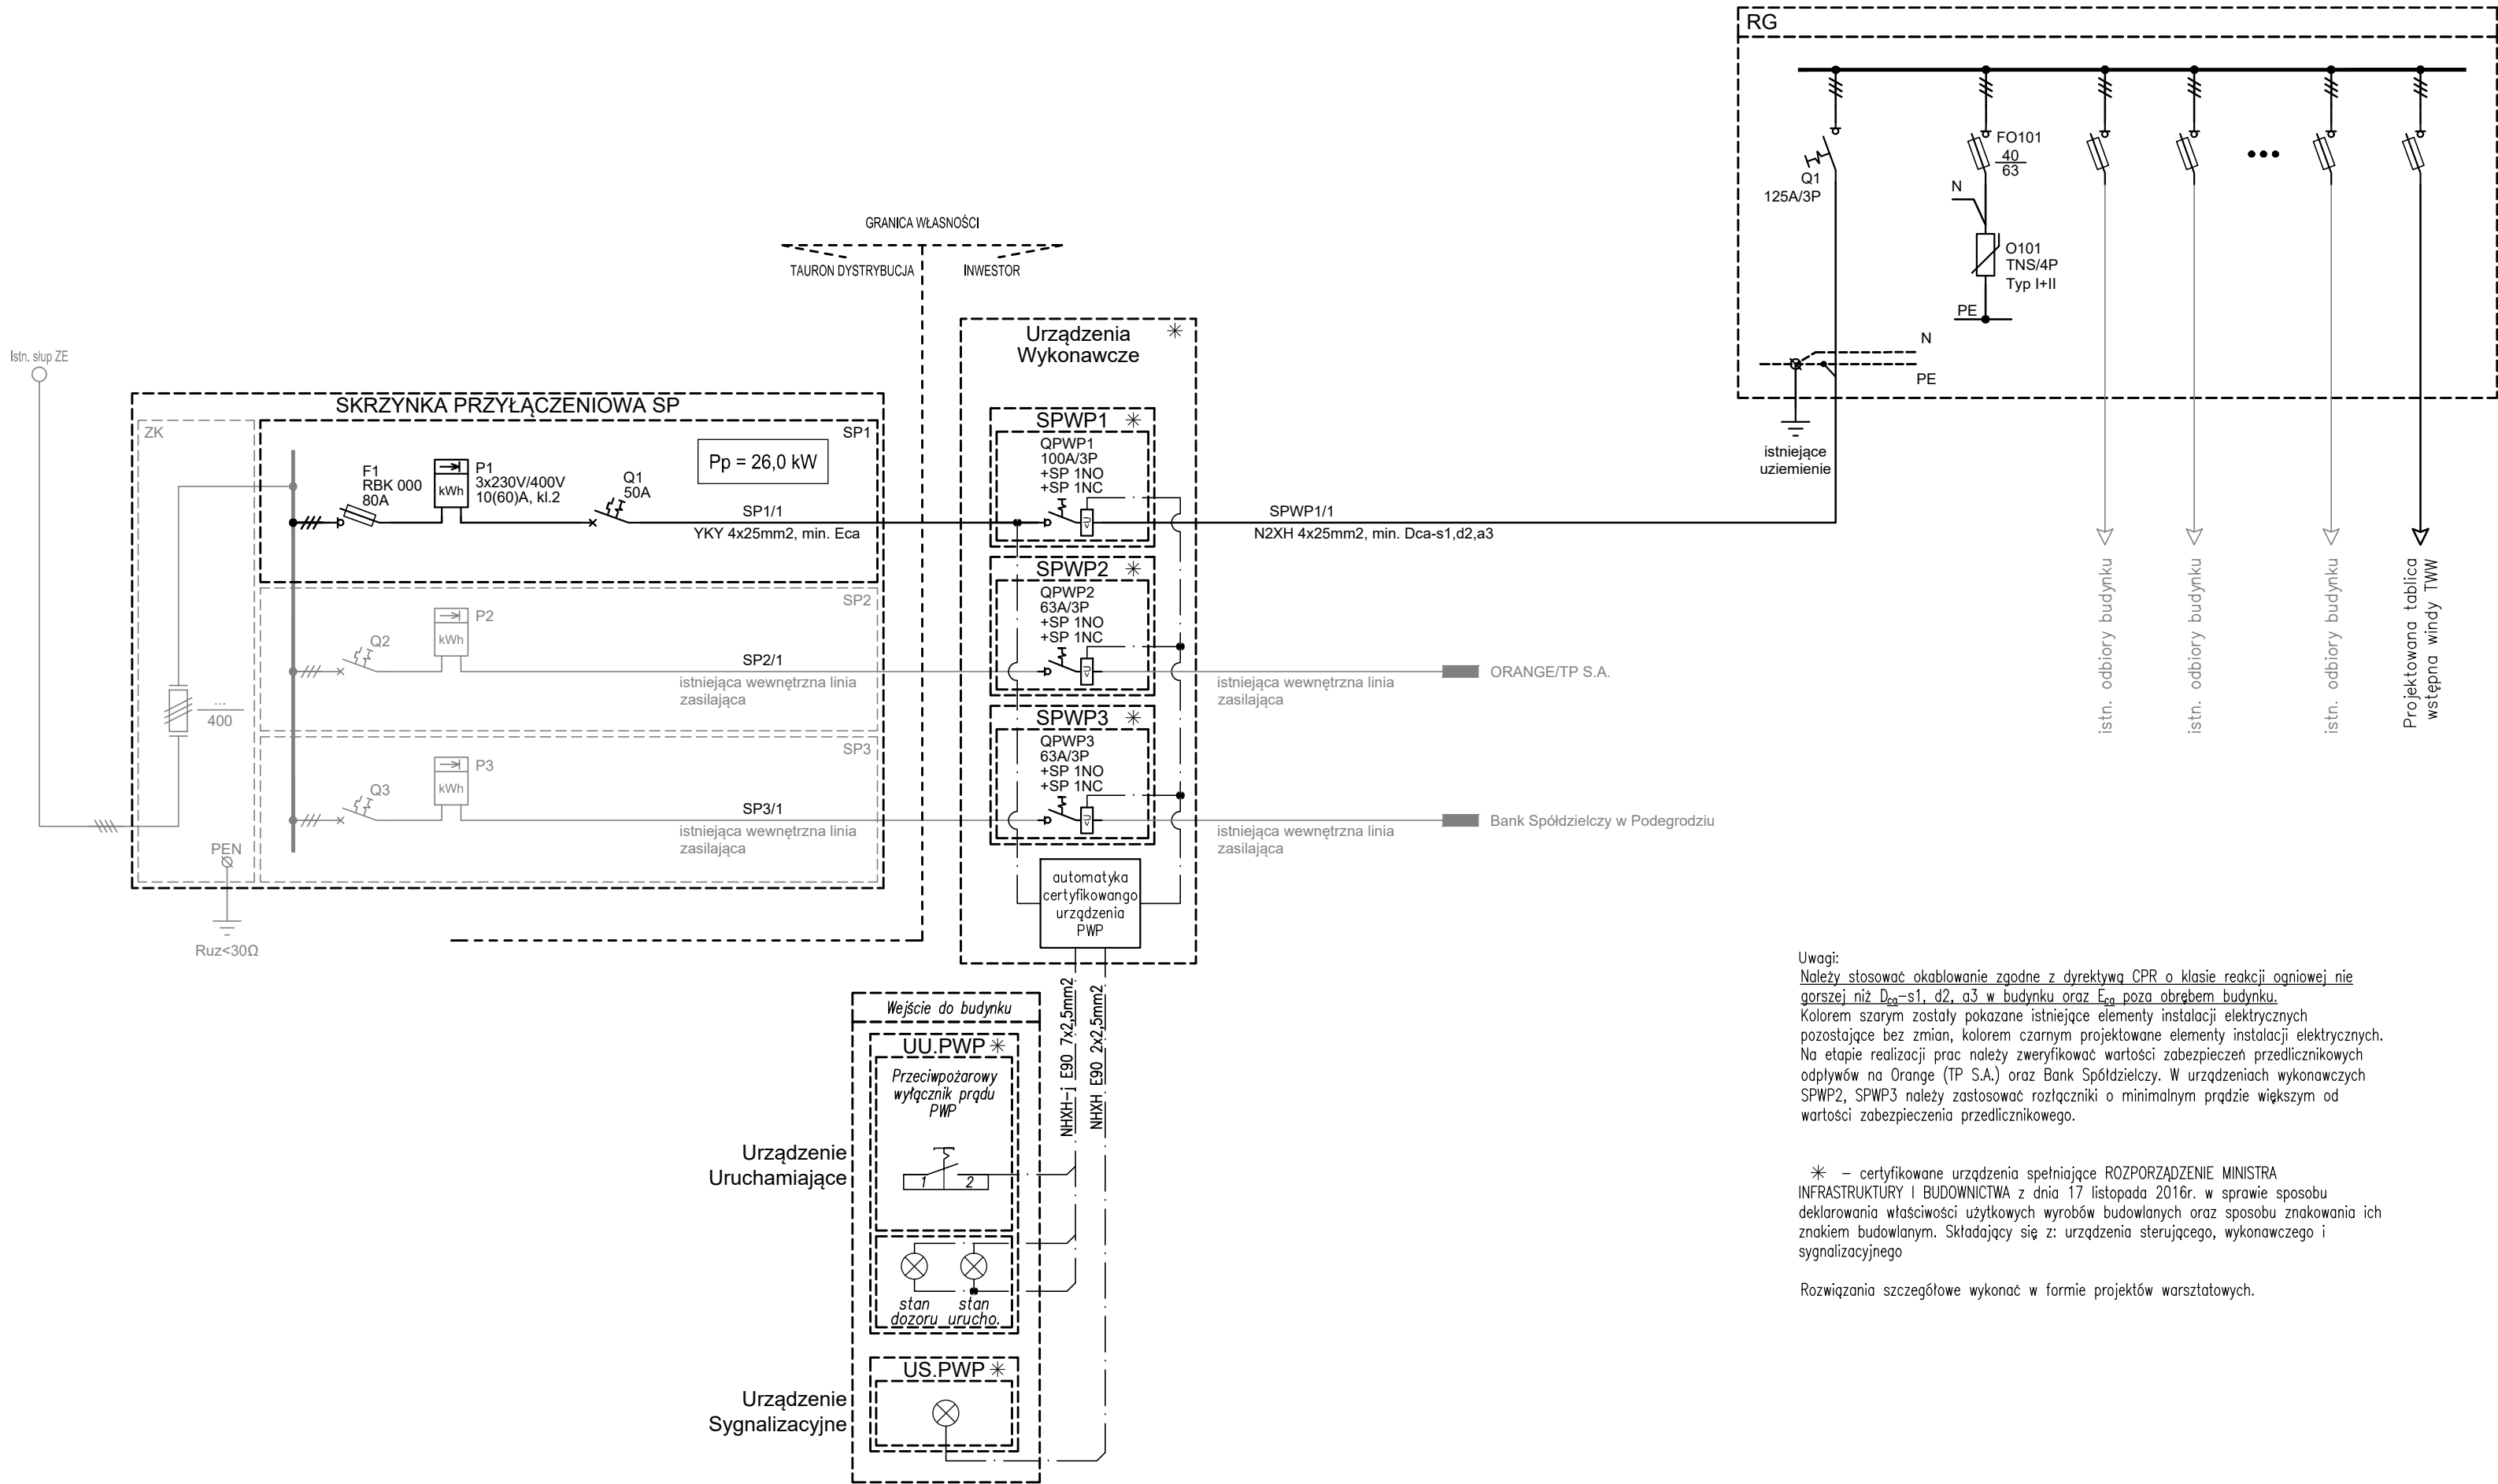 RG
FO101
40
63
Q1
125A/3P
N
O101
TNS/4P
Typ I+II
PE
N
PE
istniejące
uziemienie
GRANICA WŁASNOŚCI
TAURON DYSTRYBUCJA
INWESTOR
Istn. słup ZE
SKRZYNKA PRZYŁĄCZENIOWA SP
ZK
SP1
F1
RBK 000
80A
P1
3x230V/400V
10(60)A, kl.2
kWh
Q1
50A
Pp = 26,0 kW
SP1/1
YKY 4x25mm2, min. Eca
SP2
Q2
P2
kWh
SP2/1
istniejąca wewnętrzna linia
zasilająca
...
400
SP3
Q3
P3
kWh
SP3/1
istniejąca wewnętrzna linia
zasilająca
PEN
Ruz<30Ω
Urządzenia
Wykonawcze
SPWP1
QPWP1
100A/3P
+SP 1NO
+SP 1NC
SPWP1/1
N2XH 4x25mm2, min. Dca-s1,d2,a3
SPWP2
QPWP2
63A/3P
+SP 1NO
+SP 1NC
istniejąca wewnętrzna linia
zasilająca
ORANGE/TP S.A.
SPWP3
QPWP3
63A/3P
+SP 1NO
+SP 1NC
istniejąca wewnętrzna linia
zasilająca
Bank Spółdzielczy w Podegrodziu
automatyka
certyfikowango
urządzenia
PWP
istn. odbiory budynku
istn. odbiory budynku
istn. odbiory budynku
Projektowana tablica
wstępna windy TWW
NHXH-j E90 7x2,5mm2
NHXH E90 2x2,5mm2
Wejście do budynku
UU.PWP
Przeciwpożarowy
wyłącznik prądu
PWP
1 2
Urządzenie
Uruchamiające
stan stan
dozoru urucho.
US.PWP
Urządzenie
Sygnalizacyjne
Uwagi:
Należy stosować okablowanie zgodne z dyrektywą CPR o klasie reakcji ogniowej nie
gorszej niż Dca-s1, d2, a3 w budynku oraz Eca poza obrębem budynku.
Kolorem szarym zostały pokazane istniejące elementy instalacji elektrycznych
pozostające bez zmian, kolorem czarnym projektowane elementy instalacji elektrycznych.
Na etapie realizacji prac należy zweryfikować wartości zabezpieczeń przedlicznikowych
odpływów na Orange (TP S.A.) oraz Bank Spółdzielczy. W urządzeniach wykonawczych
SPWP2, SPWP3 należy zastosować rozłączniki o minimalnym prądzie większym od
wartości zabezpieczenia przedlicznikowego.
– certyfikowane urządzenia spełniające ROZPORZĄDZENIE MINISTRA
INFRASTRUKTURY I BUDOWNICTWA z dnia 17 listopada 2016r. w sprawie sposobu
deklarowania właściwości użytkowych wyrobów budowlanych oraz sposobu znakowania ich
znakiem budowlanym. Składający się z: urządzenia sterującego, wykonawczego i
sygnalizacyjnego
Rozwiązania szczegółowe wykonać w formie projektów warsztatowych.